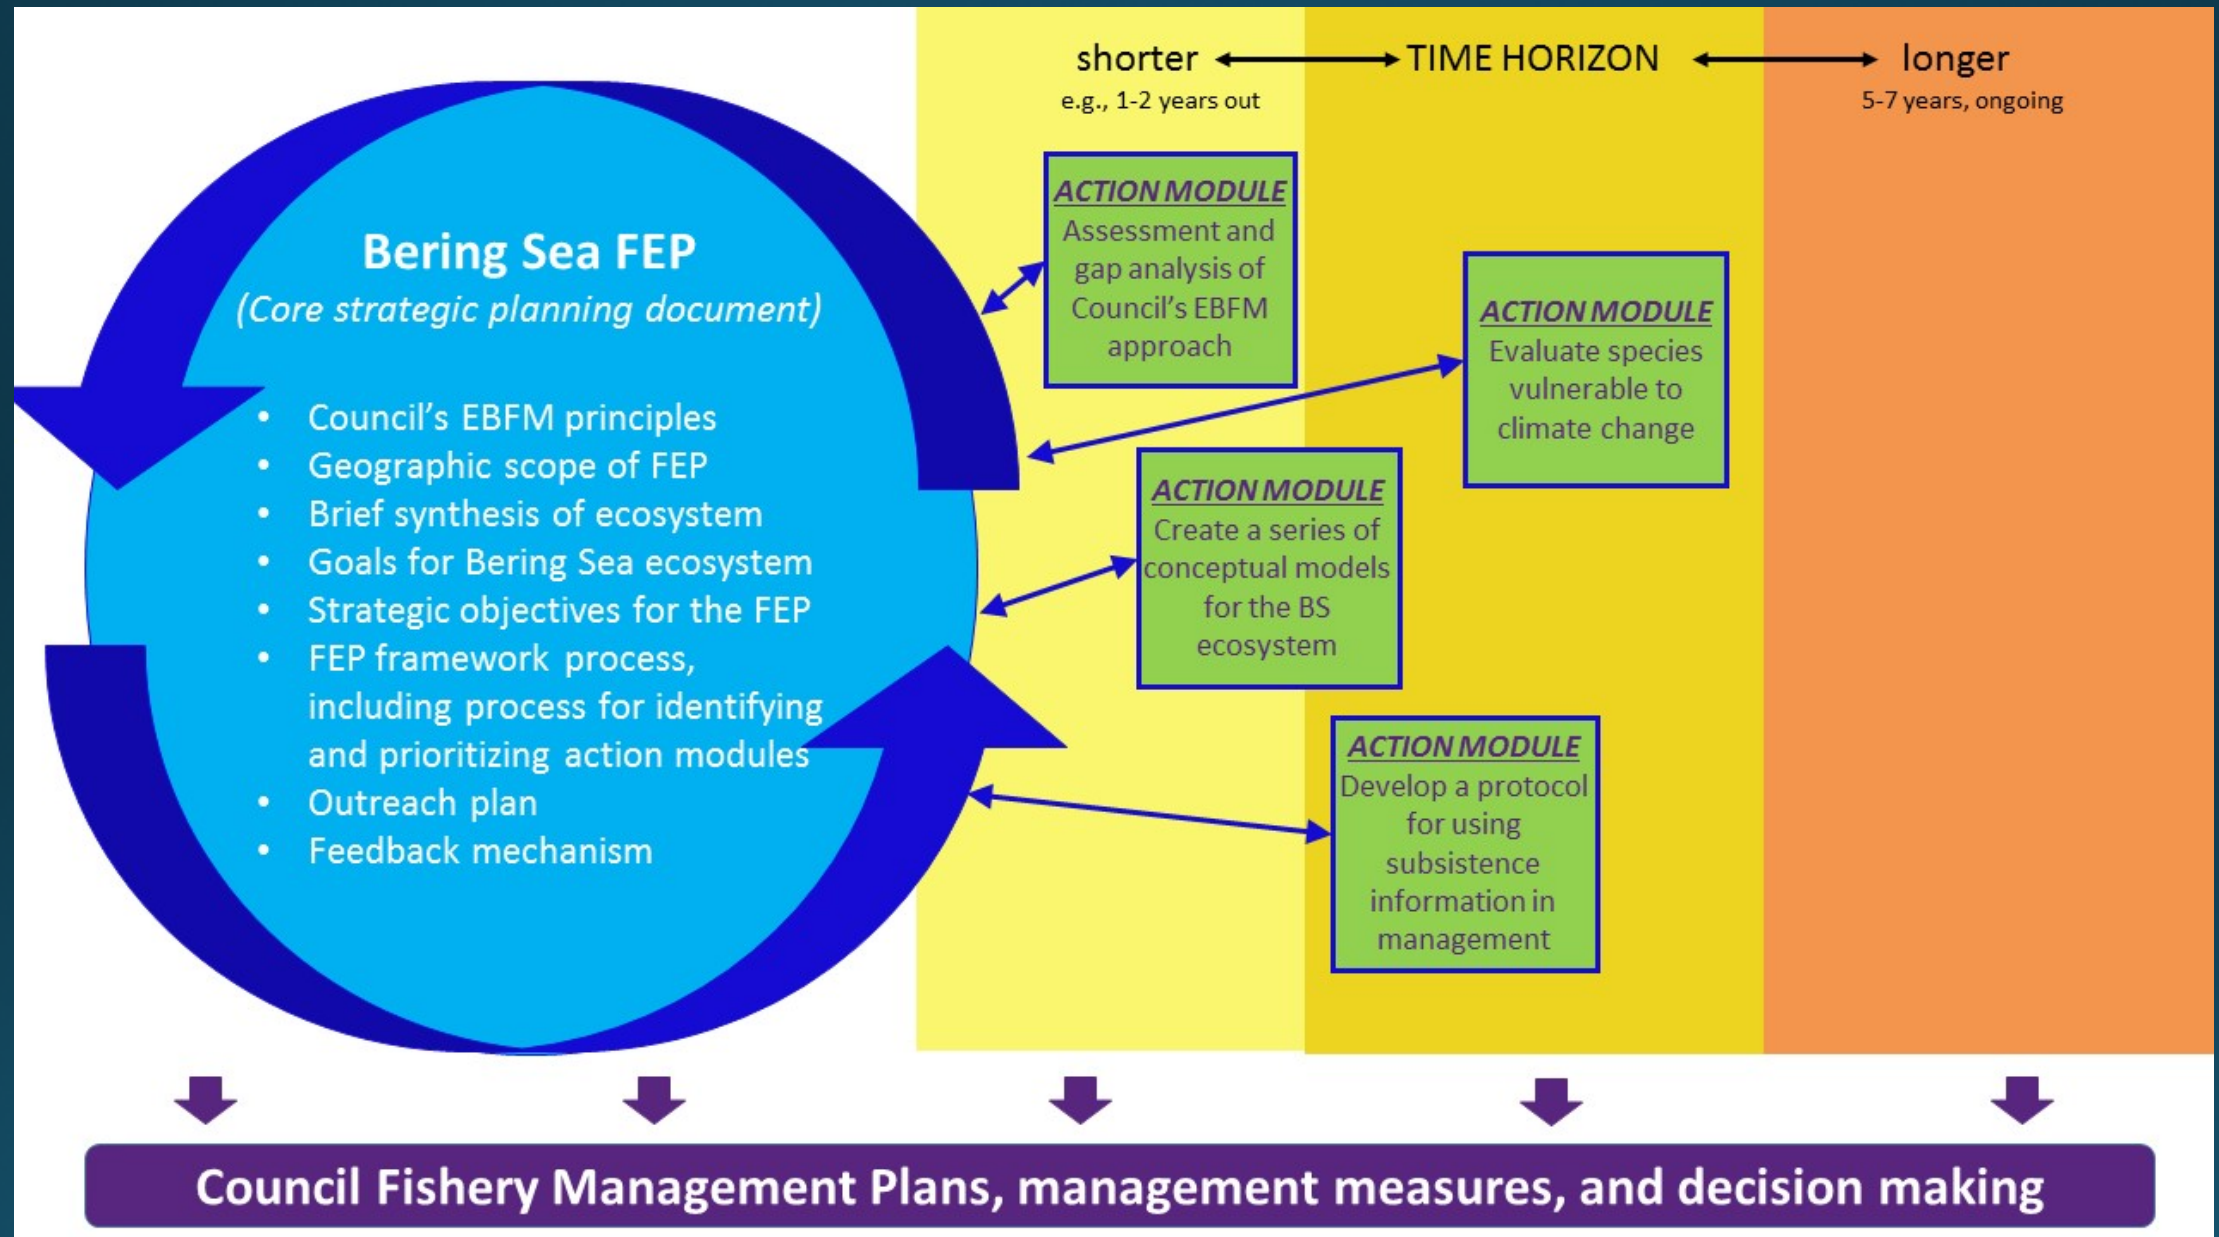 shorter TIME HORIZON longer
e.g., 1-2 years out 5-7 years, ongoing
Bering Sea FEP
(Core strategic planning document)
• Council’s EBFM principles
• Geographic scope of FEP
• Brief synthesis of ecosystem
• Goals for Bering Sea ecosystem
• Strategic objectives for the FEP
• FEP framework process,
including process for identifying
and prioritizing action modules
• Outreach plan
• Feedback mechanism
ACTION MODULE
Assessment and
gap analysis of
Council’s EBFM
approach
ACTION MODULE
Evaluate species
vulnerable to
climate change
ACTION MODULE
Create a series of
conceptual models
for the BS
ecosystem
ACTION MODULE
Develop a protocol
for using
subsistence
information in
management
Council Fishery Management Plans, management measures, and decision making